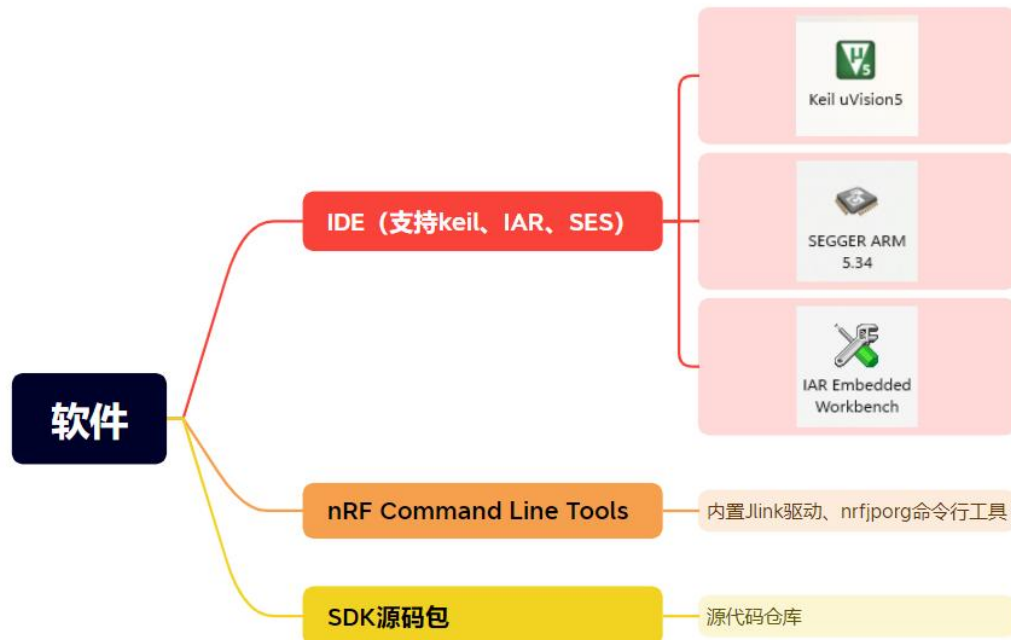 软件
IDE（支持keil、IAR、SES）
Keil uVision5
SEGGER ARM
5.34
IAR Embedded
Workbench
nRF Command Line Tools
内置Jlink驱动、nrfjporg命令行工具
SDK源码包
源代码仓库